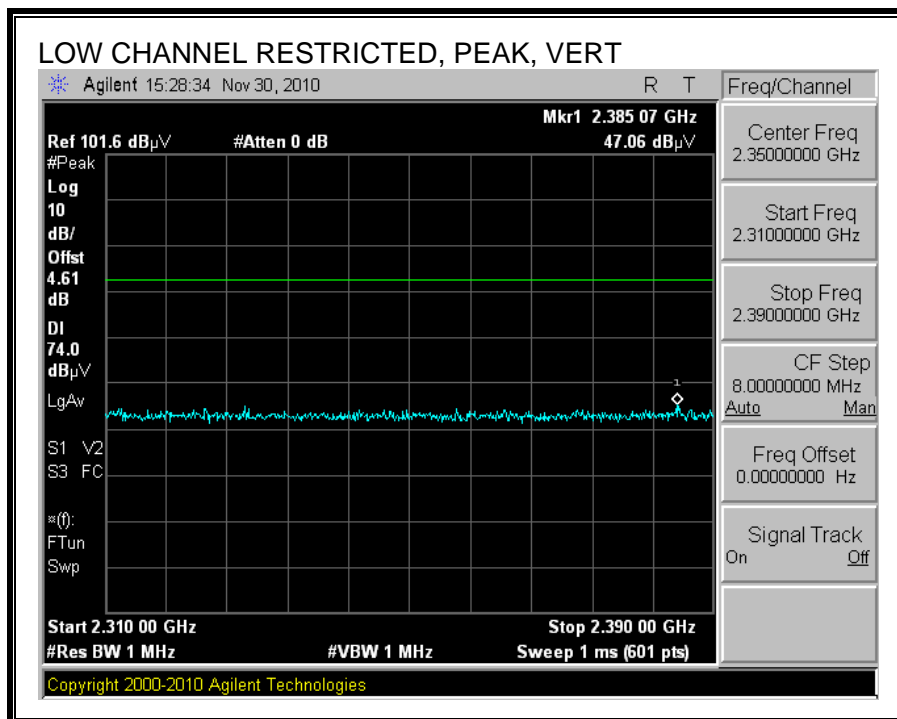 LOW CHANNEL RESTRICTED, PEAK, VERT
Agilent 15:28:34 Nov 30, 2010 R T
Freq/Channel
Mkr1 2.385 07 GHz
Ref 101.6 dBµV #Atten 0 dB 47.06 dBµV
#Peak
Log
10
dB/
Offst
4.61
dB
DI
74.0
dBµV
LgAv
S1 V2
S3 FC
¤(f):
FTun
Swp
1
Start 2.310 00 GHz Stop 2.390 00 GHz
#Res BW 1 MHz #VBW 1 MHz Sweep 1 ms (601 pts)
Center Freq
2.35000000 GHz
Start Freq
2.31000000 GHz
Stop Freq
2.39000000 GHz
CF Step
8.00000000 MHz
Auto Man
Freq Offset
0.00000000 Hz
Signal Track
On Off
Copyright 2000-2010 Agilent Technologies